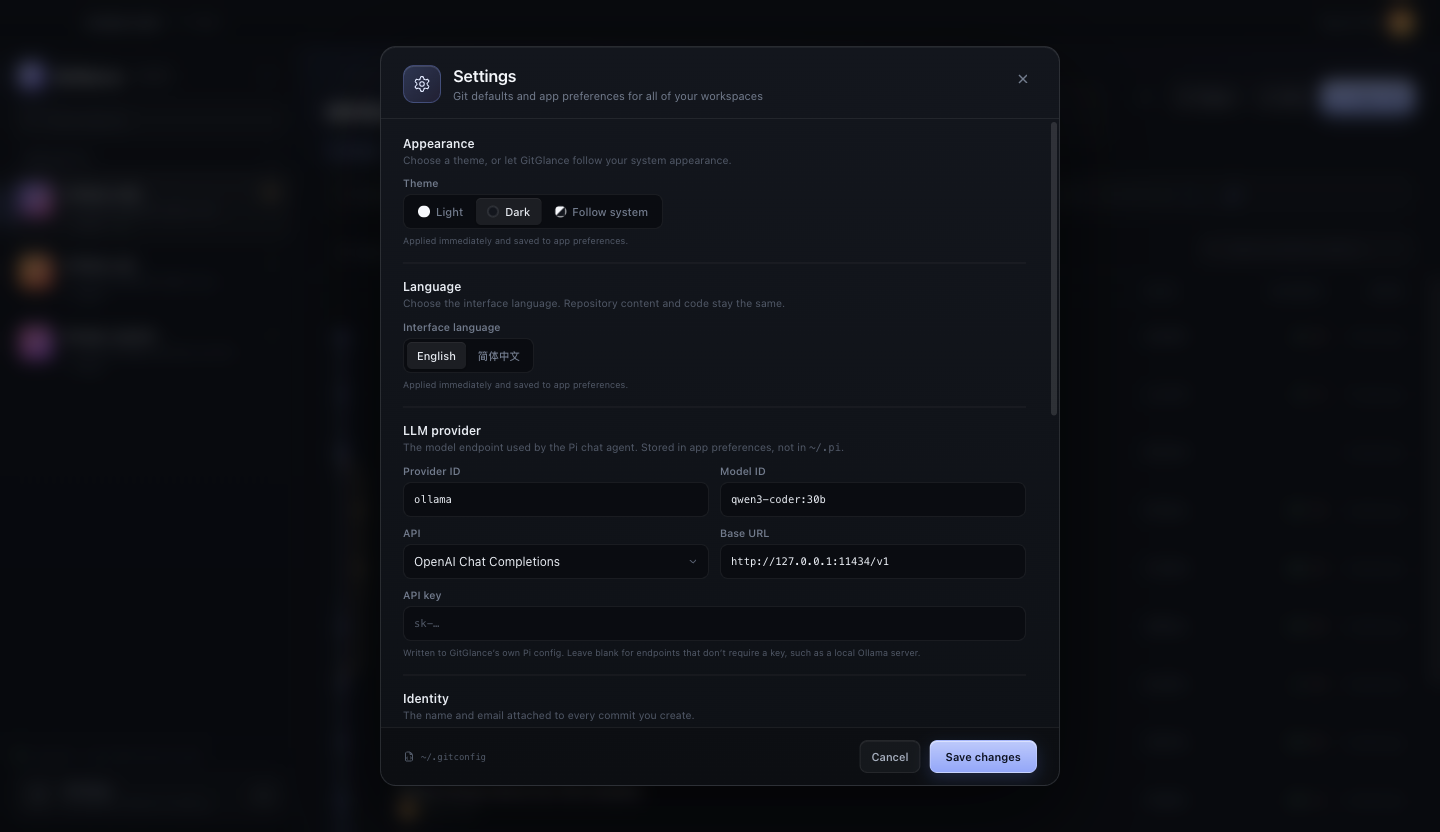 Settings
Git defaults and app preferences for all of your workspaces
Appearance
Choose a theme, or let GitGlance follow your system appearance.
Theme
Light Dark Follow system
Applied immediately and saved to app preferences.
Language
Choose the interface language. Repository content and code stay the same.
Interface language
English 简体中文
Applied immediately and saved to app preferences.
LLM provider
The model endpoint used by the Pi chat agent. Stored in app preferences, not in ~/.pi.
Provider ID Model ID
ollama qwen3-coder:30b
API Base URL
OpenAI Chat Completions http://127.0.0.1:11434/v1
API key
sk-…
Written to GitGlance's own Pi config. Leave blank for endpoints that don't require a key, such as a local Ollama server.
Identity
The name and email attached to every commit you create.
~/.gitconfig Cancel Save changes